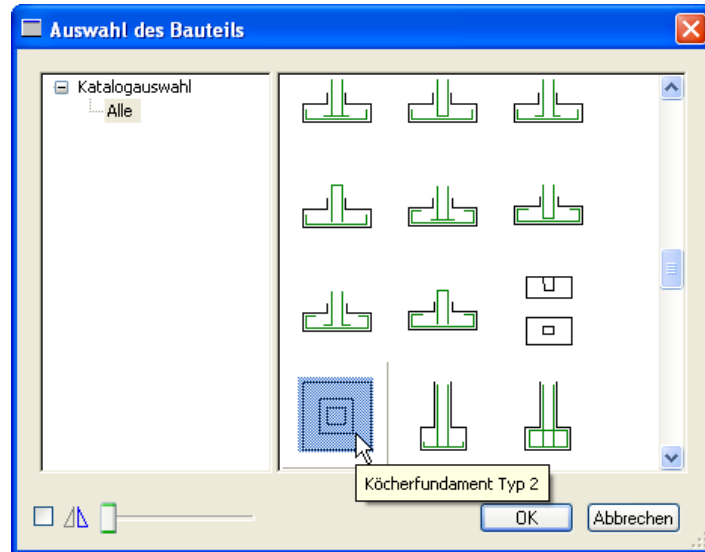 Auswahl des Bauteils
Katalogauswahl
Alle
Köcherfundament Typ 2
OK
Abbrechen